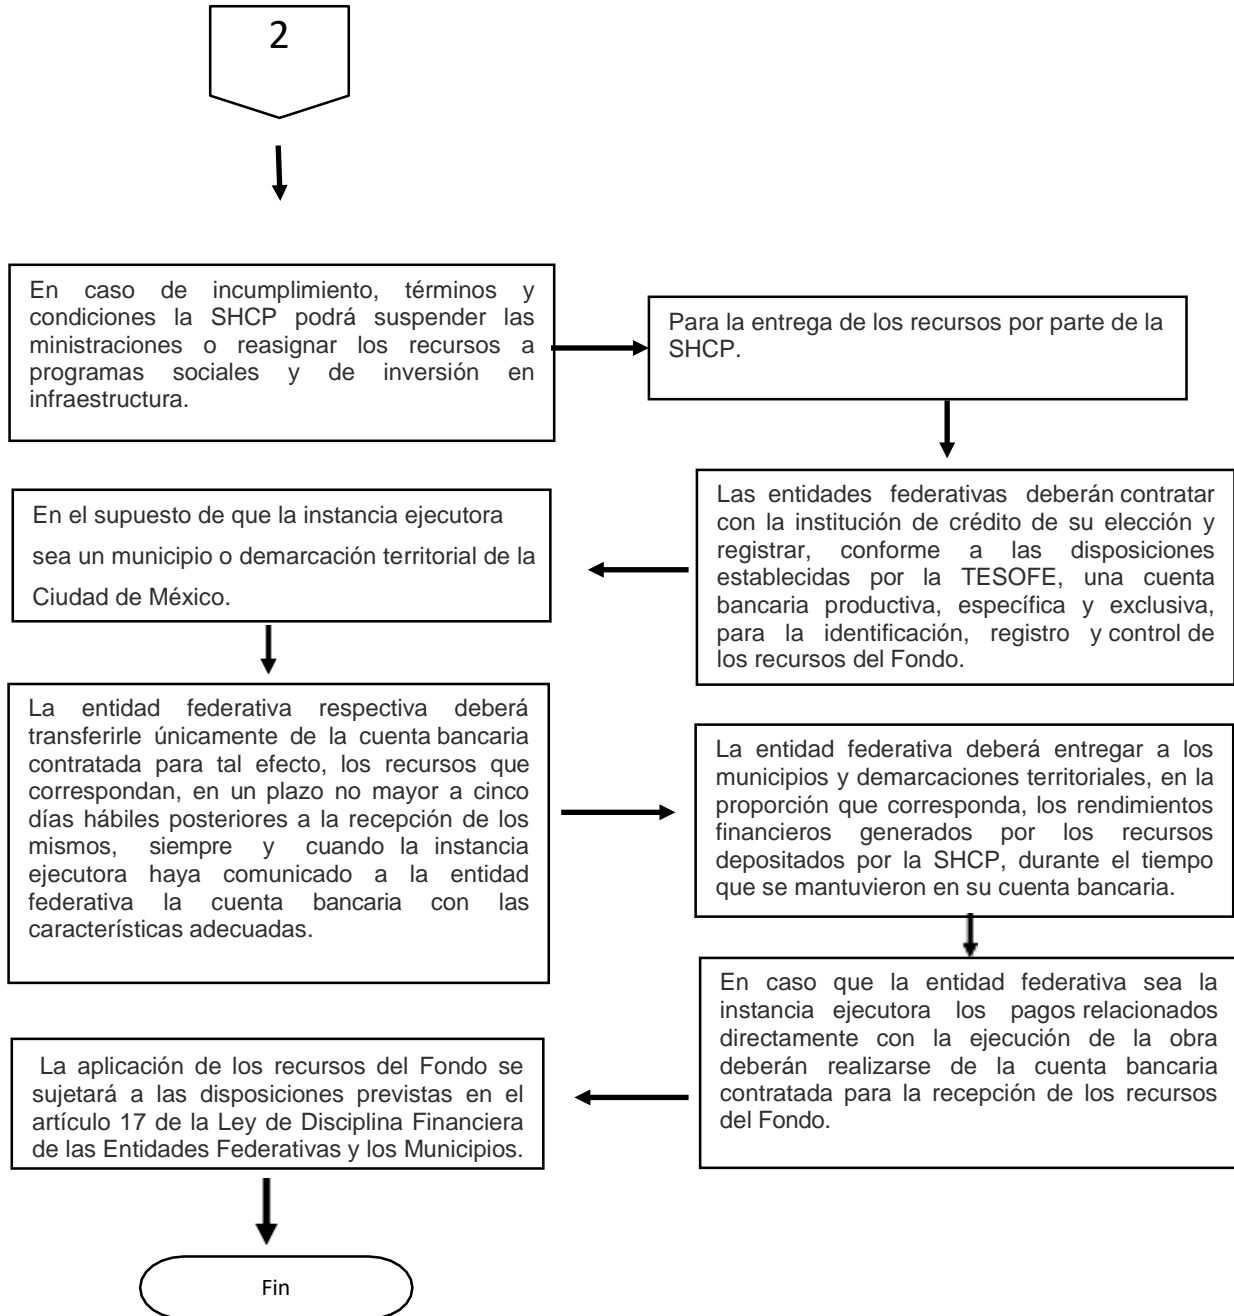 2
En caso de incumplimiento, términos y
condiciones la SHCP podrá suspender las
ministraciones o reasignar los recursos a
programas sociales y de inversión en
infraestructura.
Para la entrega de los recursos por parte de la
SHCP.
Las entidades federativas deberán contratar
con la institución de crédito de su elección y
registrar, conforme a las disposiciones
establecidas por la TESOFE, una cuenta
bancaria productiva, específica y exclusiva,
para la identificación, registro y control de
los recursos del Fondo.
En el supuesto de que la instancia ejecutora
sea un municipio o demarcación territorial de la
Ciudad de México.
La entidad federativa respectiva deberá
transferirle únicamente de la cuenta bancaria
contratada para tal efecto, los recursos que
correspondan, en un plazo no mayor a cinco
días hábiles posteriores a la recepción de los
mismos, siempre y cuando la instancia
ejecutora haya comunicado a la entidad
federativa la cuenta bancaria con las
características adecuadas.
La entidad federativa deberá entregar a los
municipios y demarcaciones territoriales, en la
proporción que corresponda, los rendimientos
financieros generados por los recursos
depositados por la SHCP, durante el tiempo
que se mantuvieron en su cuenta bancaria.
En caso que la entidad federativa sea la
instancia ejecutora los pagos relacionados
directamente con la ejecución de la obra
deberán realizarse de la cuenta bancaria
contratada para la recepción de los recursos
del Fondo.
La aplicación de los recursos del Fondo se
sujetará a las disposiciones previstas en el
artículo 17 de la Ley de Disciplina Financiera
de las Entidades Federativas y los Municipios.
Fin